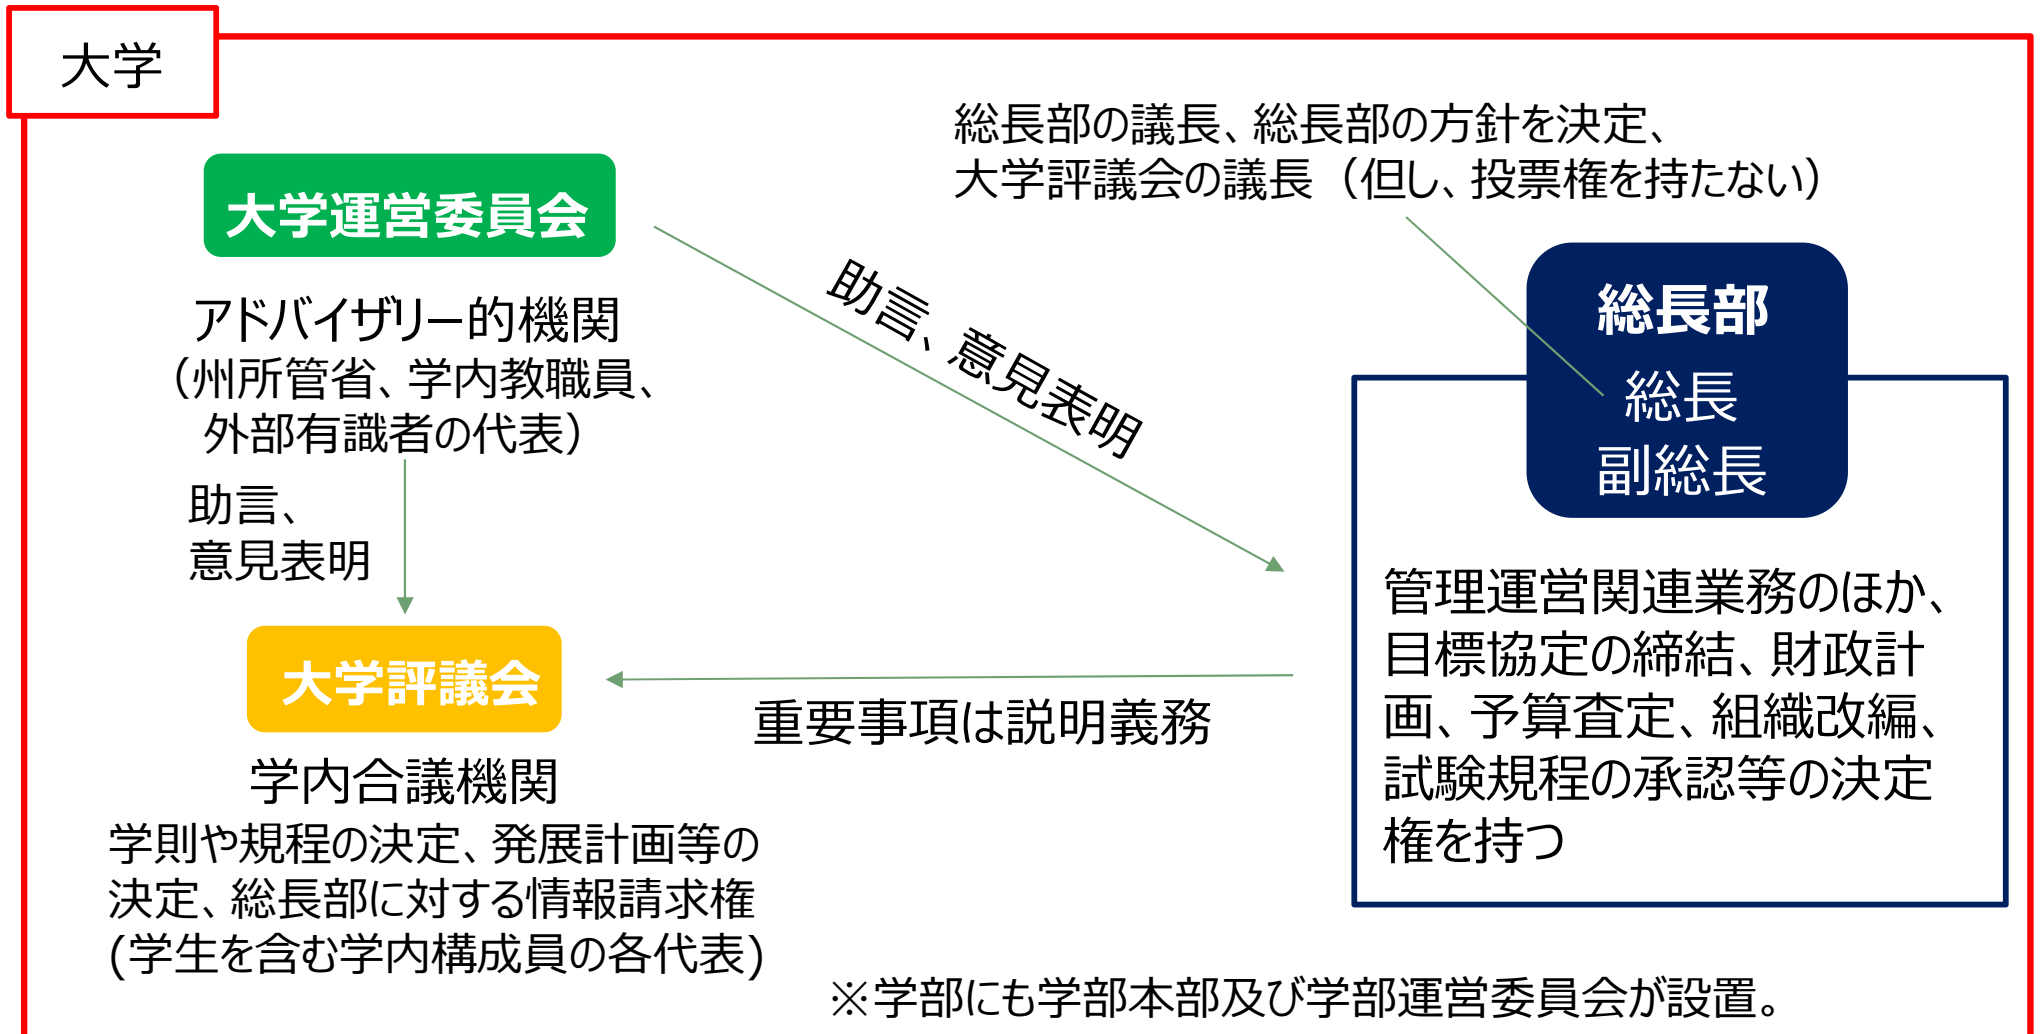 大学
総長部の議長、総長部の方針を決定、
大学評議会の議長（但し、投票権を持たない）
大学運営委員会
アドバイザリー的機関
（州所管省、学内教職員、
外部有識者の代表）
助言、意見表明
総長部
総長
副総長
助言、
意見表明
管理運営関連業務のほか、
目標協定の締結、財政計
画、予算査定、組織改編、
試験規程の承認等の決定
権を持つ
大学評議会
重要事項は説明義務
学内合議機関
学則や規程の決定、発展計画等の
決定、総長部に対する情報請求権
(学生を含む学内構成員の各代表)
※学部にも学部本部及び学部運営委員会が設置。